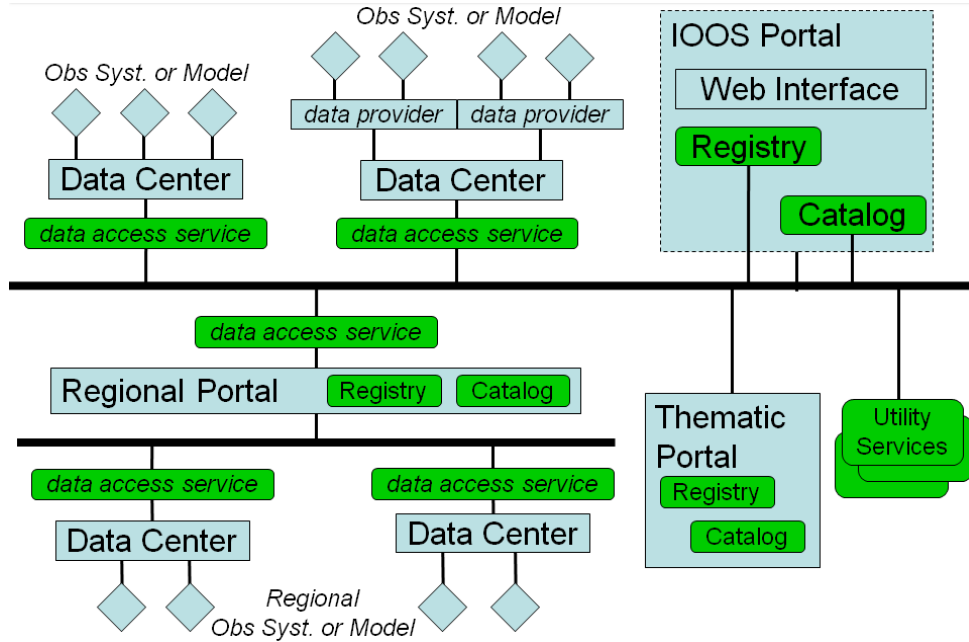 Obs Syst. or Model
Obs Syst. or Model
data provider
data provider
Data Center
Data Center
data access service
data access service
IOOS Portal
Web Interface
Registry
Catalog
data access service
Regional Portal
Registry
Catalog
data access service
data access service
Data Center
Data Center
Regional
Obs Syst. or Model
Thematic
Portal
Registry
Catalog
Utility
Services